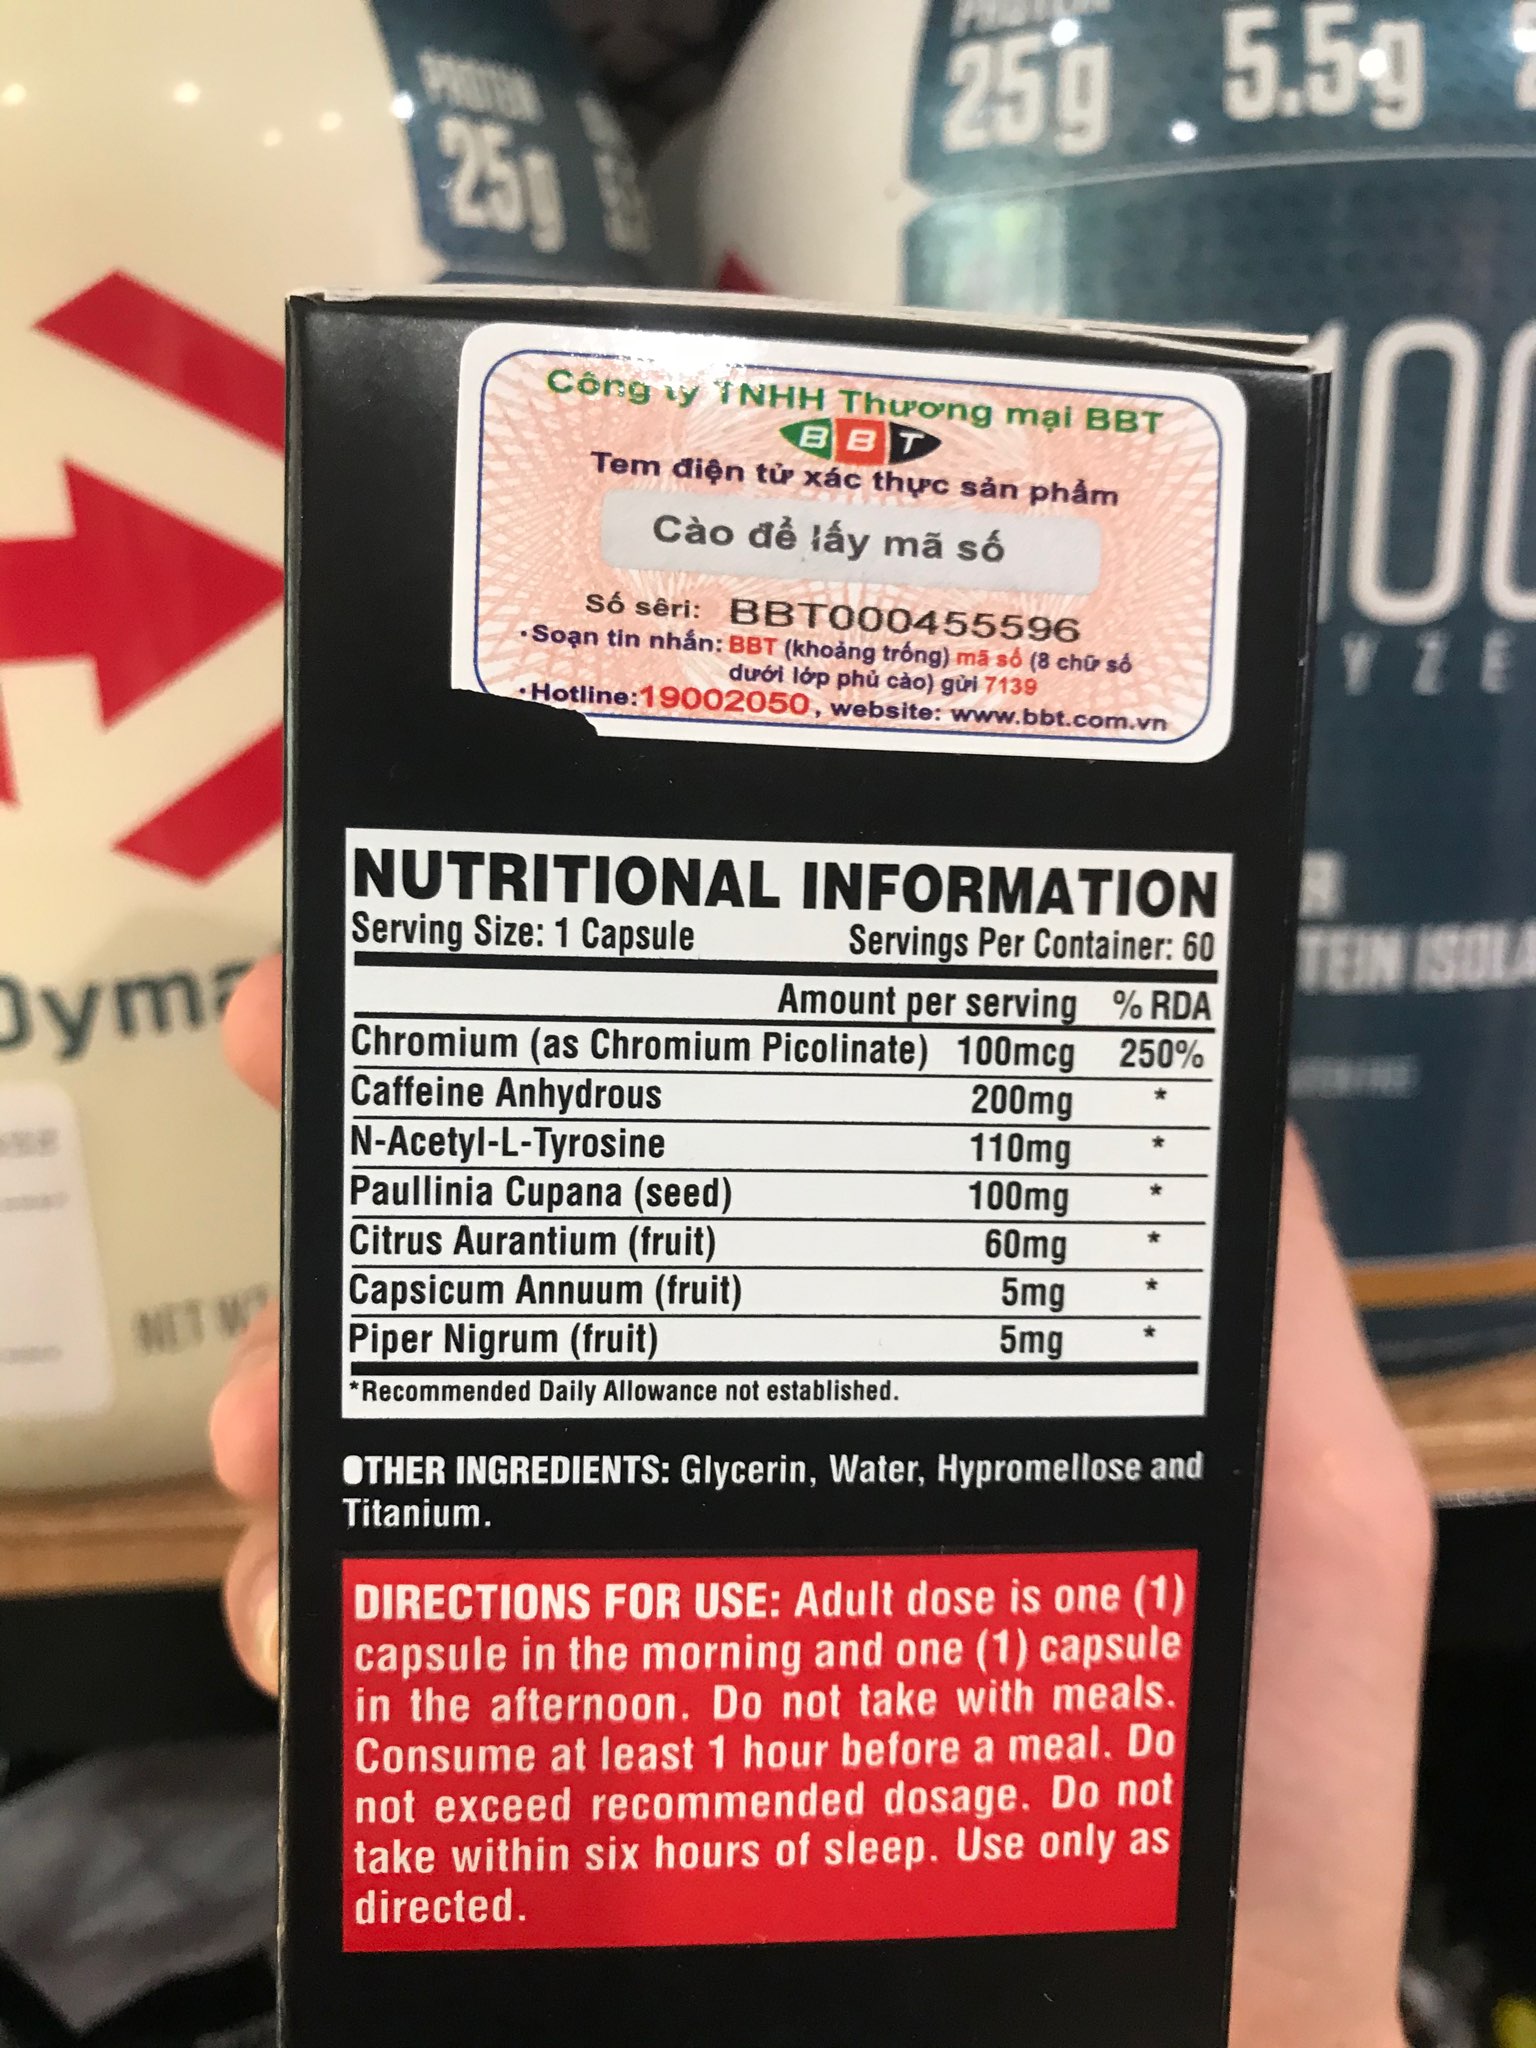 PROTEIN
25g
PROTEIN
25g
5.5g
Công ty TNHH Thương mại BBT
BBT
Tem điện tử xác thực sản phẩm
Cào để lấy mã số
Số sêri: BBT000455596
• Soạn tin nhắn: BBT (khoảng trống) mã số (8 chữ số
dưới lớp phủ cào) gửi 7139
• Hotline:19002050, website: www.bbt.com.vn
NUTRITIONAL INFORMATION
Serving Size: 1 Capsule Servings Per Container: 60
Amount per serving % RDA
Chromium (as Chromium Picolinate) 100mcg 250%
Caffeine Anhydrous 200mg *
N-Acetyl-L-Tyrosine 110mg *
Paullinia Cupana (seed) 100mg *
Citrus Aurantium (fruit) 60mg *
Capsicum Annuum (fruit) 5mg *
Piper Nigrum (fruit) 5mg *
*Recommended Daily Allowance not established.
OTHER INGREDIENTS: Glycerin, Water, Hypromellose and
Titanium.
DIRECTIONS FOR USE: Adult dose is one (1)
capsule in the morning and one (1) capsule
in the afternoon. Do not take with meals.
Consume at least 1 hour before a meal. Do
not exceed recommended dosage. Do not
take within six hours of sleep. Use only as
directed.
Dyma
NET W
100
YZE
TEIN ISOLA